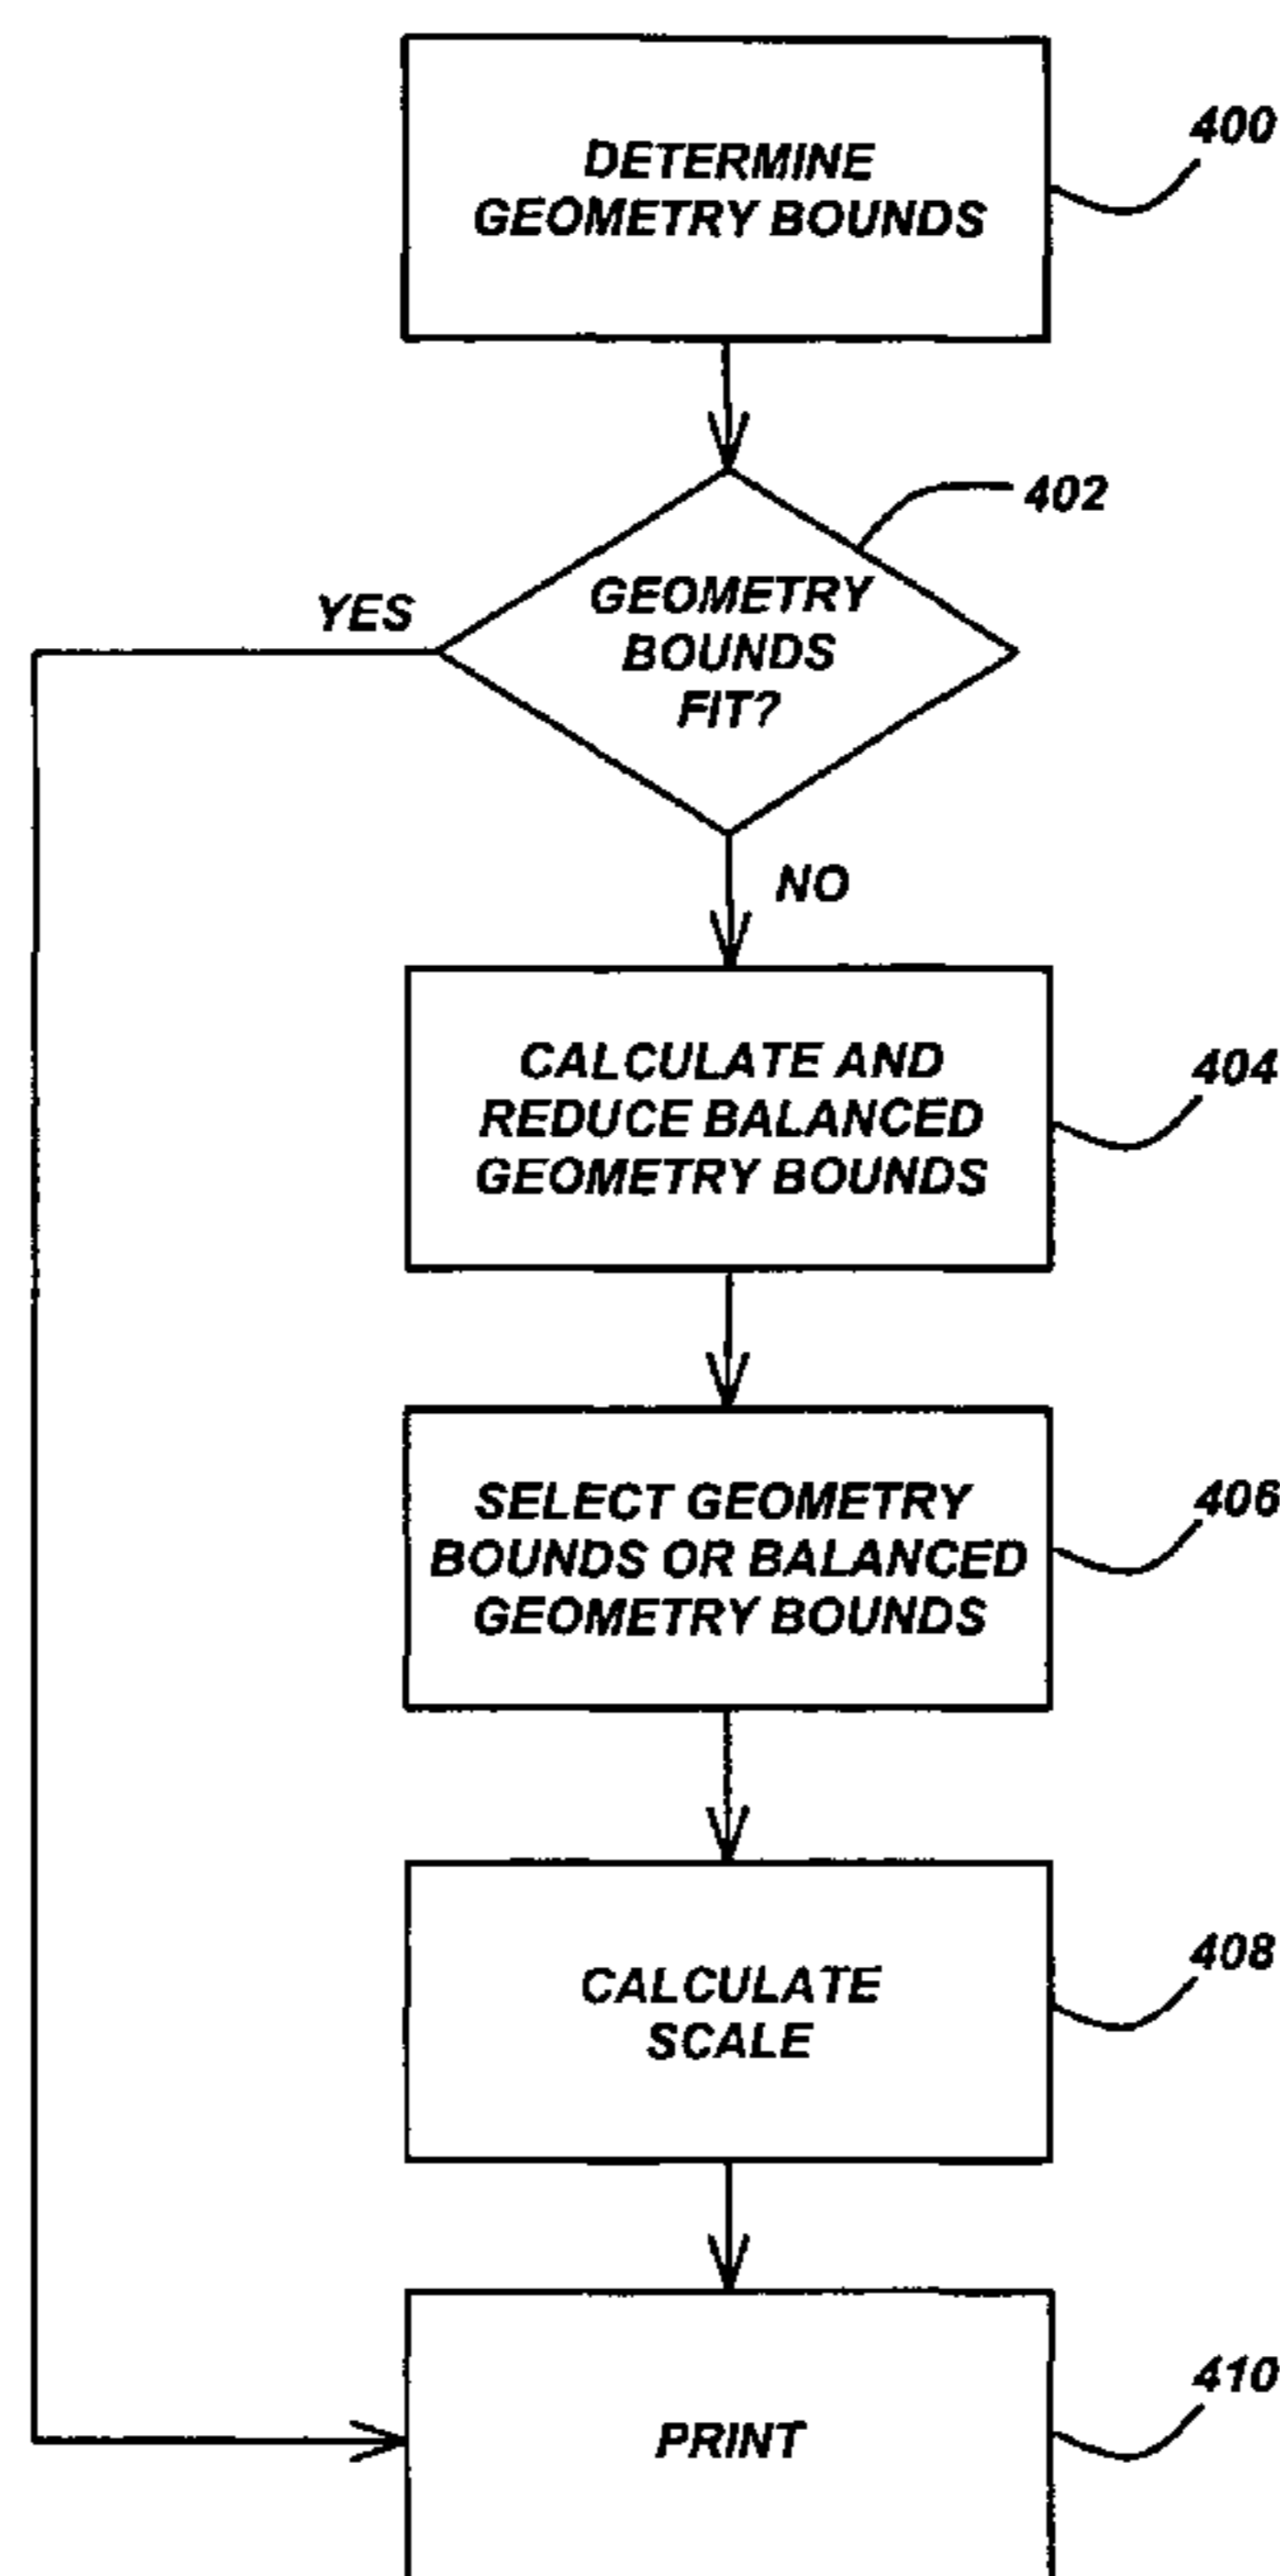 DETERMINE
GEOMETRY BOUNDS
400
402
GEOMETRY
BOUNDS
FIT?
YES
NO
CALCULATE AND
REDUCE BALANCED
GEOMETRY BOUNDS
404
SELECT GEOMETRY
BOUNDS OR BALANCED
GEOMETRY BOUNDS
406
CALCULATE
SCALE
408
PRINT
410